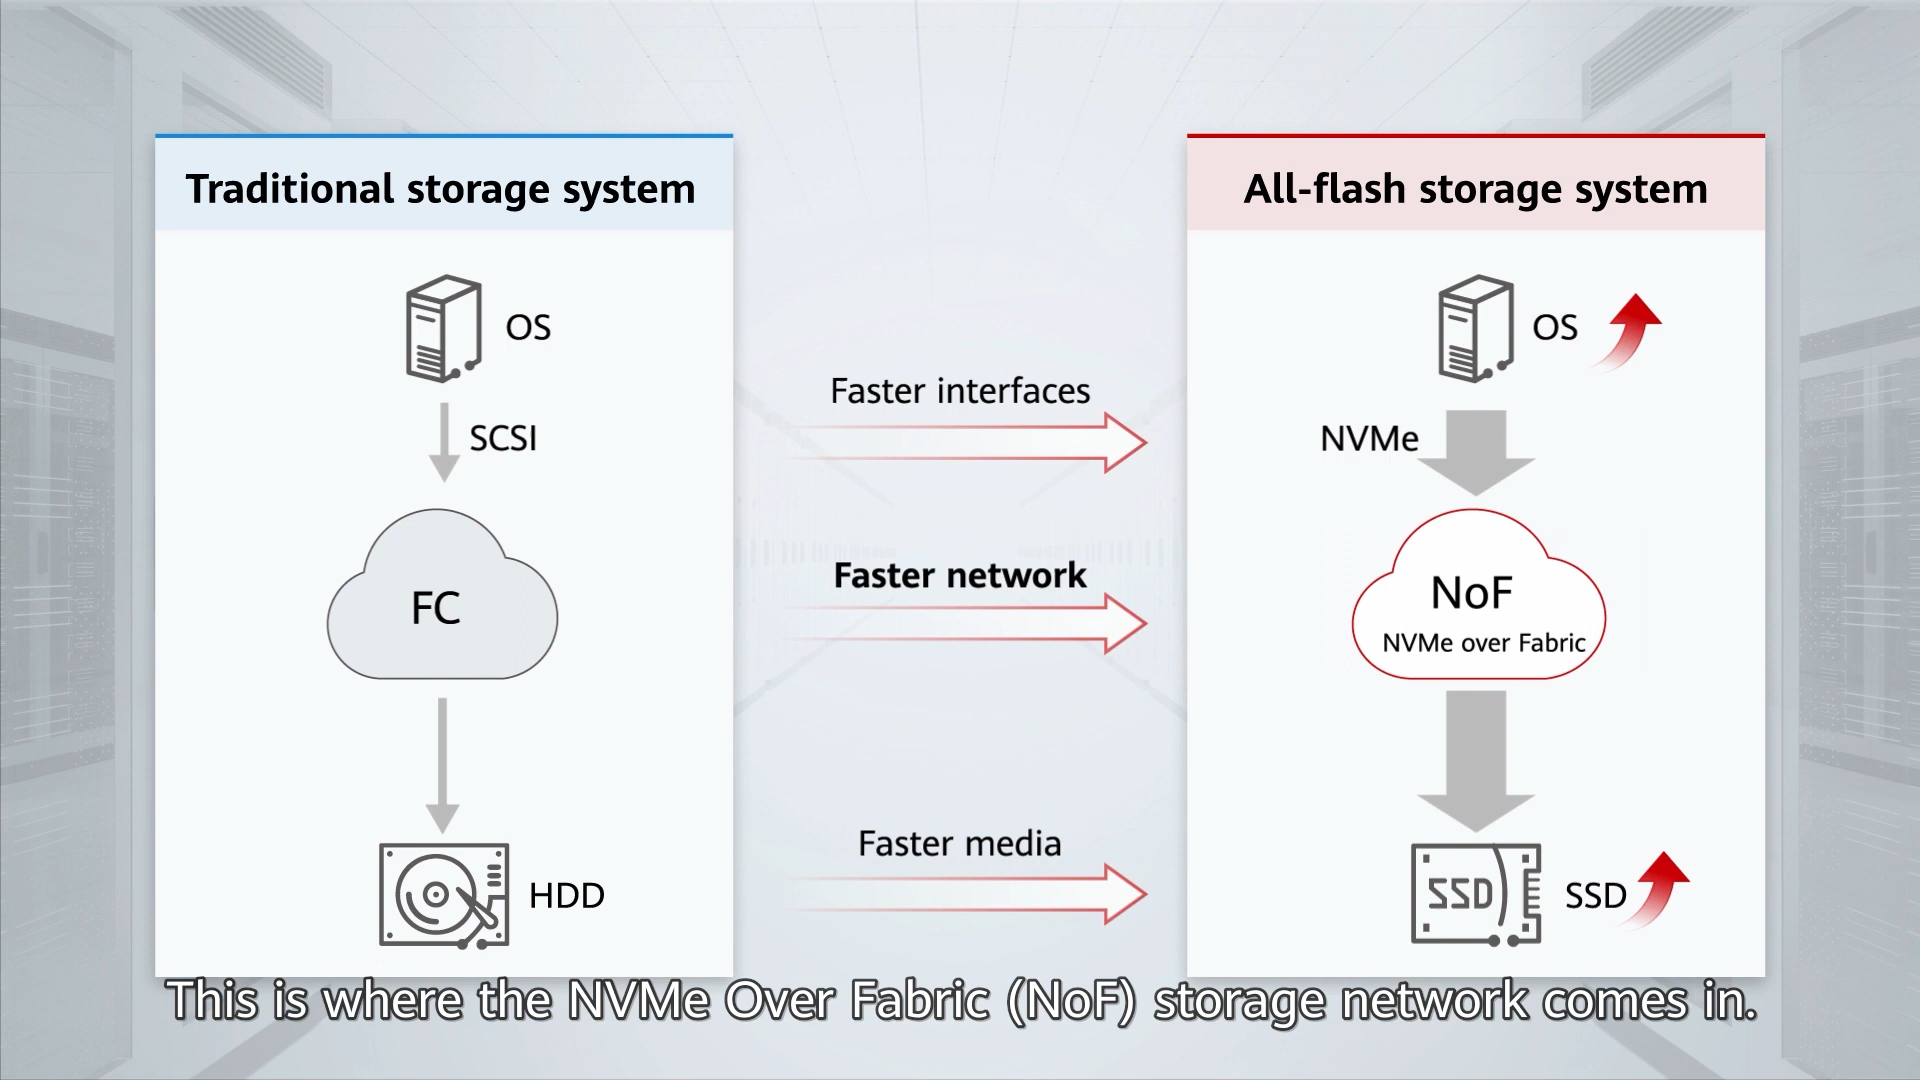 Traditional storage system
OS
SCSI
FC
HDD
Faster interfaces
Faster network
Faster media
All-flash storage system
OS
NVMe
NoF
NVMe over Fabric
SSD
SSD
This is where the NVMe Over Fabric (NoF) storage network comes in.